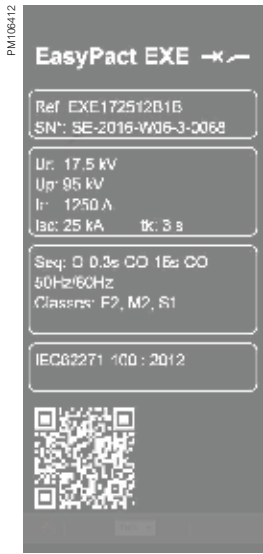 PM106412
EasyPact EXE
Ref: EXE172512B1B
SN°: SE-2016-W06-3-0068
Ur: 17.5 kV
Up: 95 kV
Ir: 1250 A
Isc: 25 kA tk: 3 s
Seq: O 0.3s CO 15s CO
50Hz/60Hz
Classes: E2, M2, S1
IEC62271-100 : 2012